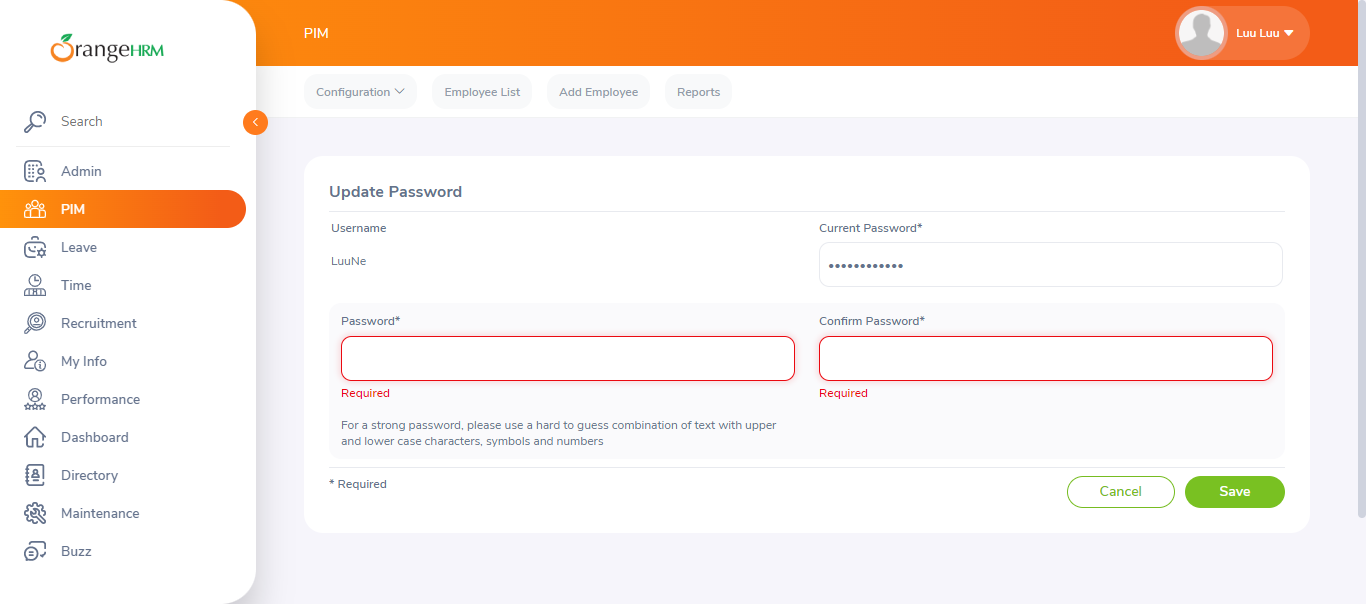 OrangeHRM
PIM
Luu Luu
Configuration
Employee List
Add Employee
Reports
Search
Admin
PIM
Leave
Time
Recruitment
My Info
Performance
Dashboard
Directory
Maintenance
Buzz
Update Password
Username
Current Password*
LuuNe
••••••••••••
Password*
Confirm Password*
Required
Required
For a strong password, please use a hard to guess combination of text with upper
and lower case characters, symbols and numbers
* Required
Cancel
Save